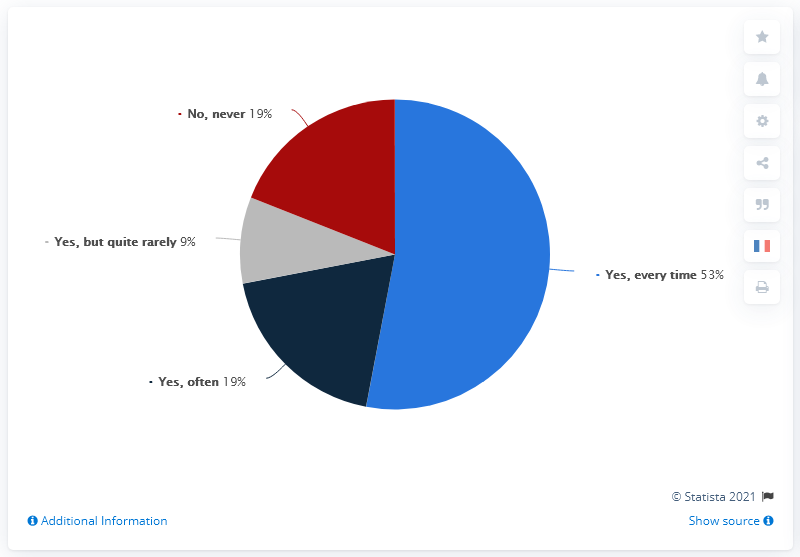 No, never 19%
Yes, but quite rarely 9%
Yes, every time 53%
Yes, often 19%
© Statista 2021
Additional Information
Show source